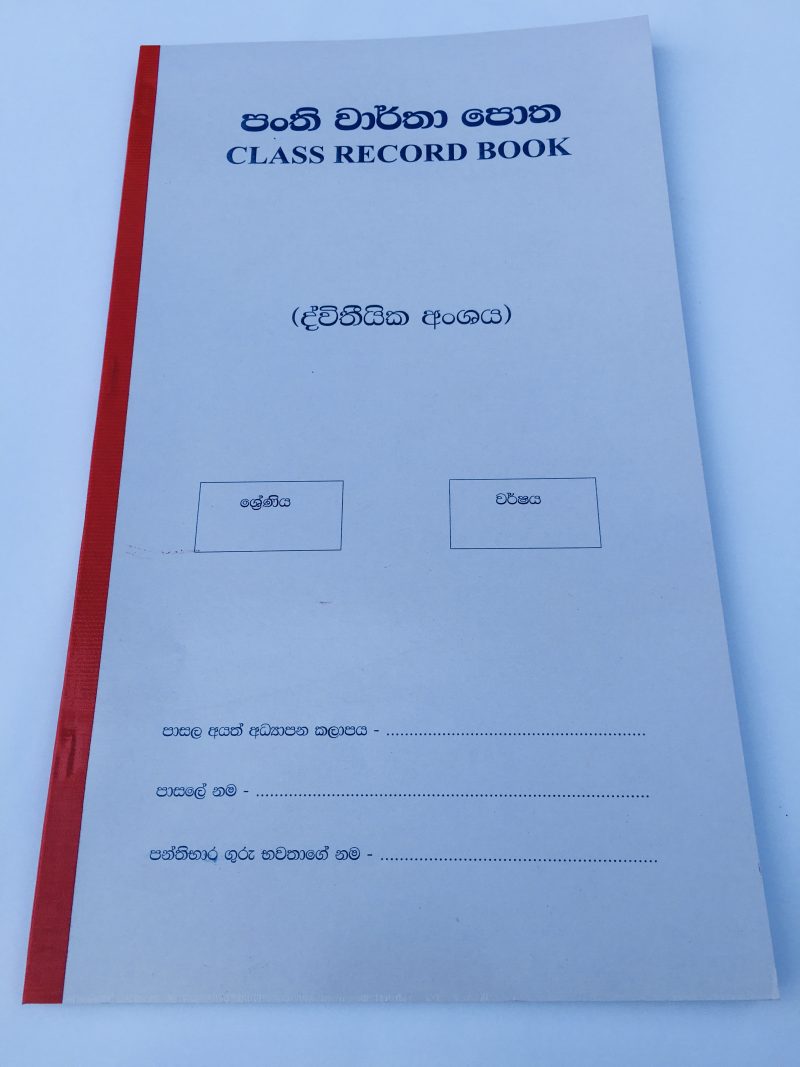 පංති වාර්තා පොත
CLASS RECORD BOOK
(ද්විතීයික අංශය)
ශ්‍රේණිය
වර්ෂය
පාසල අයත් අධ්‍යාපන කලාපය - ........................................................
පාසලේ නම - ....................................................................................
පන්තිභාර ගුරු භවතාගේ නම - ........................................................